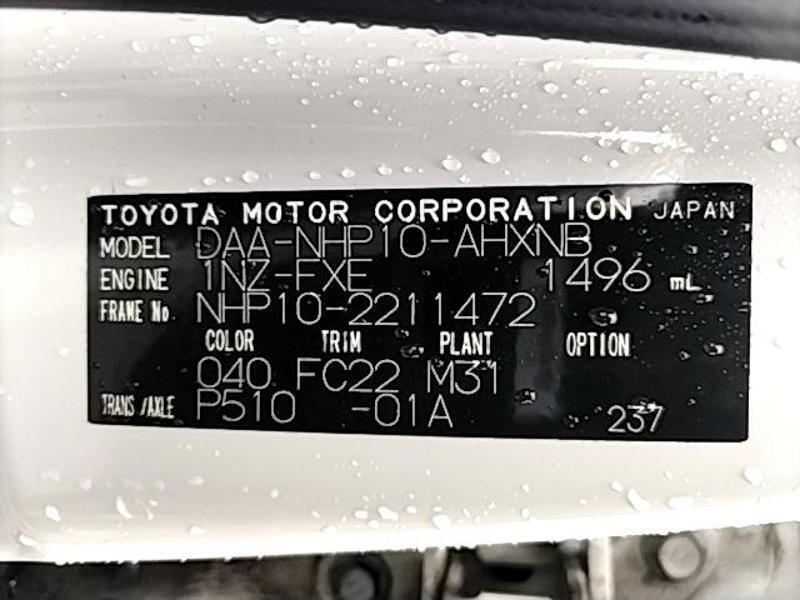 TOYOTA MOTOR CORPORATION JAPAN
MODEL DAA-NHP10-AHXNB
ENGINE 1NZ-FXE 1496 mL
FRAME No. NHP10-2211472
COLOR TRIM PLANT OPTION
040 FC22 M31
TRANS/AXLE P510 -01A 237